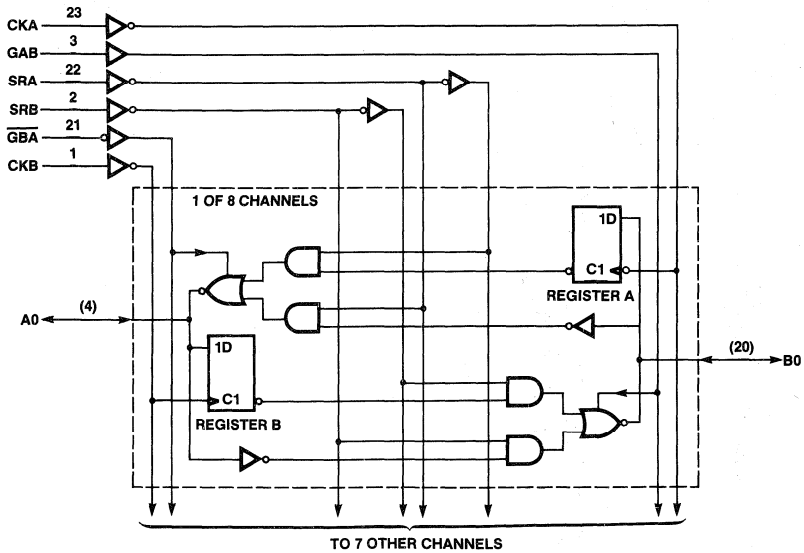 CKA 23
GAB 3
SRA 22
SRB 2
GBA 21
CKB 1
1 OF 8 CHANNELS
1D
C1
REGISTER A
A0 (4)
(20) B0
1D
C1
REGISTER B
TO 7 OTHER CHANNELS